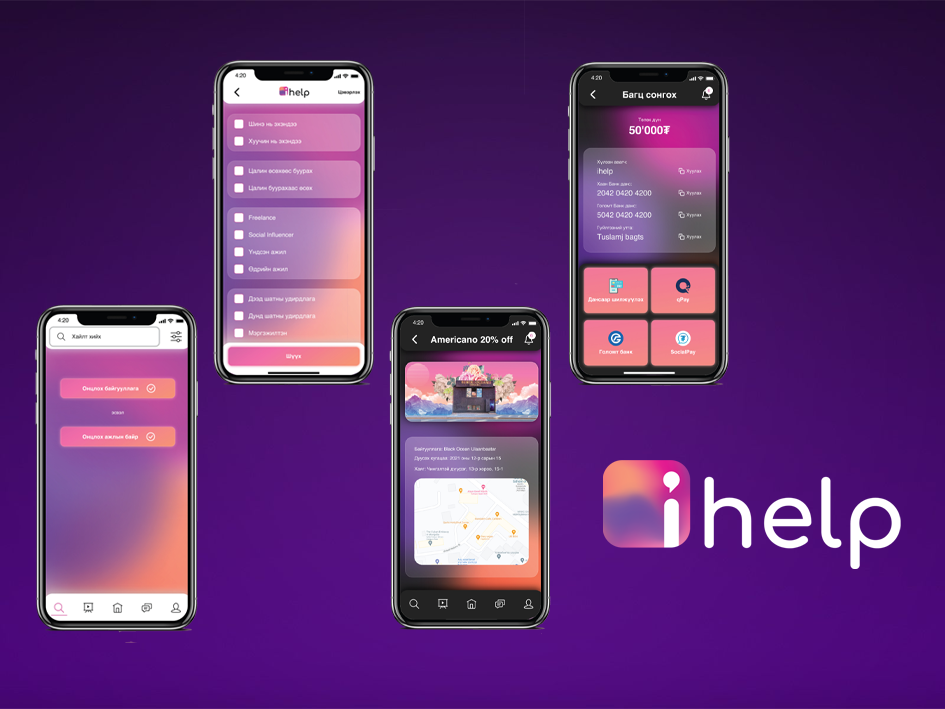 4:20
ihelp
Цэвэрлэх
Шинэ нь эхэндээ
Хуучин нь эхэндээ
Цалин өсөхөөс буурах
Цалин буурахаас өсөх
Freelance
Social Influencer
Үндсэн ажил
Өдрийн ажил
Дээд шатны удирдлага
Дунд шатны удирдлага
Мэргэжилтэн
Шүүх
4:20
Багц сонгох
Төлөх дүн
50'000₮
Хүлээн авагч
ihelp
Хуулах
Хаан банк данс:
2042 0420 4200
Хуулах
Голомт банк данс:
5042 0420 4200
Хуулах
Гүйлгээний утга:
Tuslamj bagts
Хуулах
Дансаар шилжүүлэх
qPay
Голомт банк
SocialPay
4:20
Хайлт хийх
Онцлох байгууллага
эсвэл
Онцлох ажлын байр
4:20
Americano 20% off
Байгууллага: Black Ocean Ulaanbaatar
Дуусах хугацаа: 2021 оны 12-р сарын 15
Хаяг: Чингэлтэй дүүрэг, 13-р хороо, 13-1
ihelp